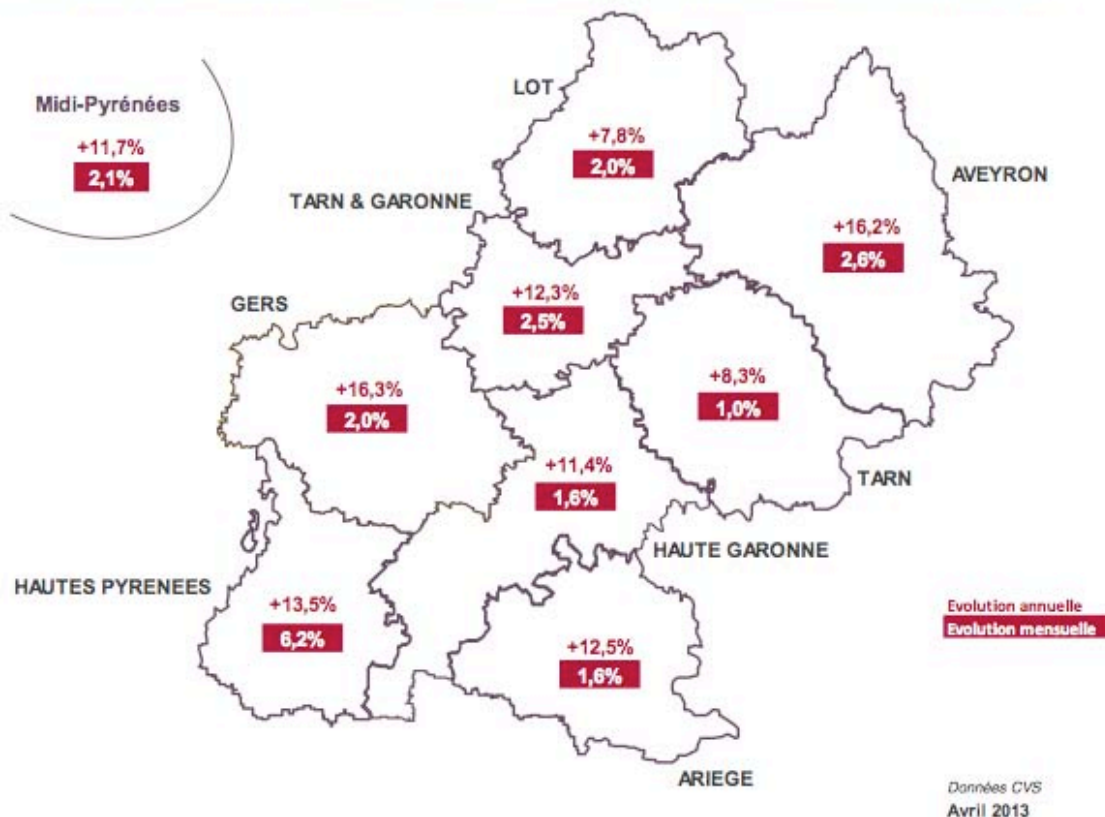 Midi-Pyrénées
+11,7%
2,1%
LOT
+7,8%
2,0%
AVEYRON
+16,2%
2,6%
TARN & GARONNE
+12,3%
2,5%
GERS
+16,3%
2,0%
+8,3%
1,0%
TARN
+11,4%
1,6%
HAUTE GARONNE
HAUTES PYRENEES
+13,5%
6,2%
+12,5%
1,6%
ARIEGE
Evolution annuelle
Evolution mensuelle
Données CVS
Avril 2013